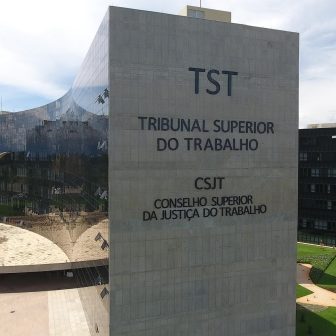 TST
TRIBUNAL SUPERIOR
DO TRABALHO
CSJT
CONSELHO SUPERIOR
DA JUSTIÇA DO TRABALHO